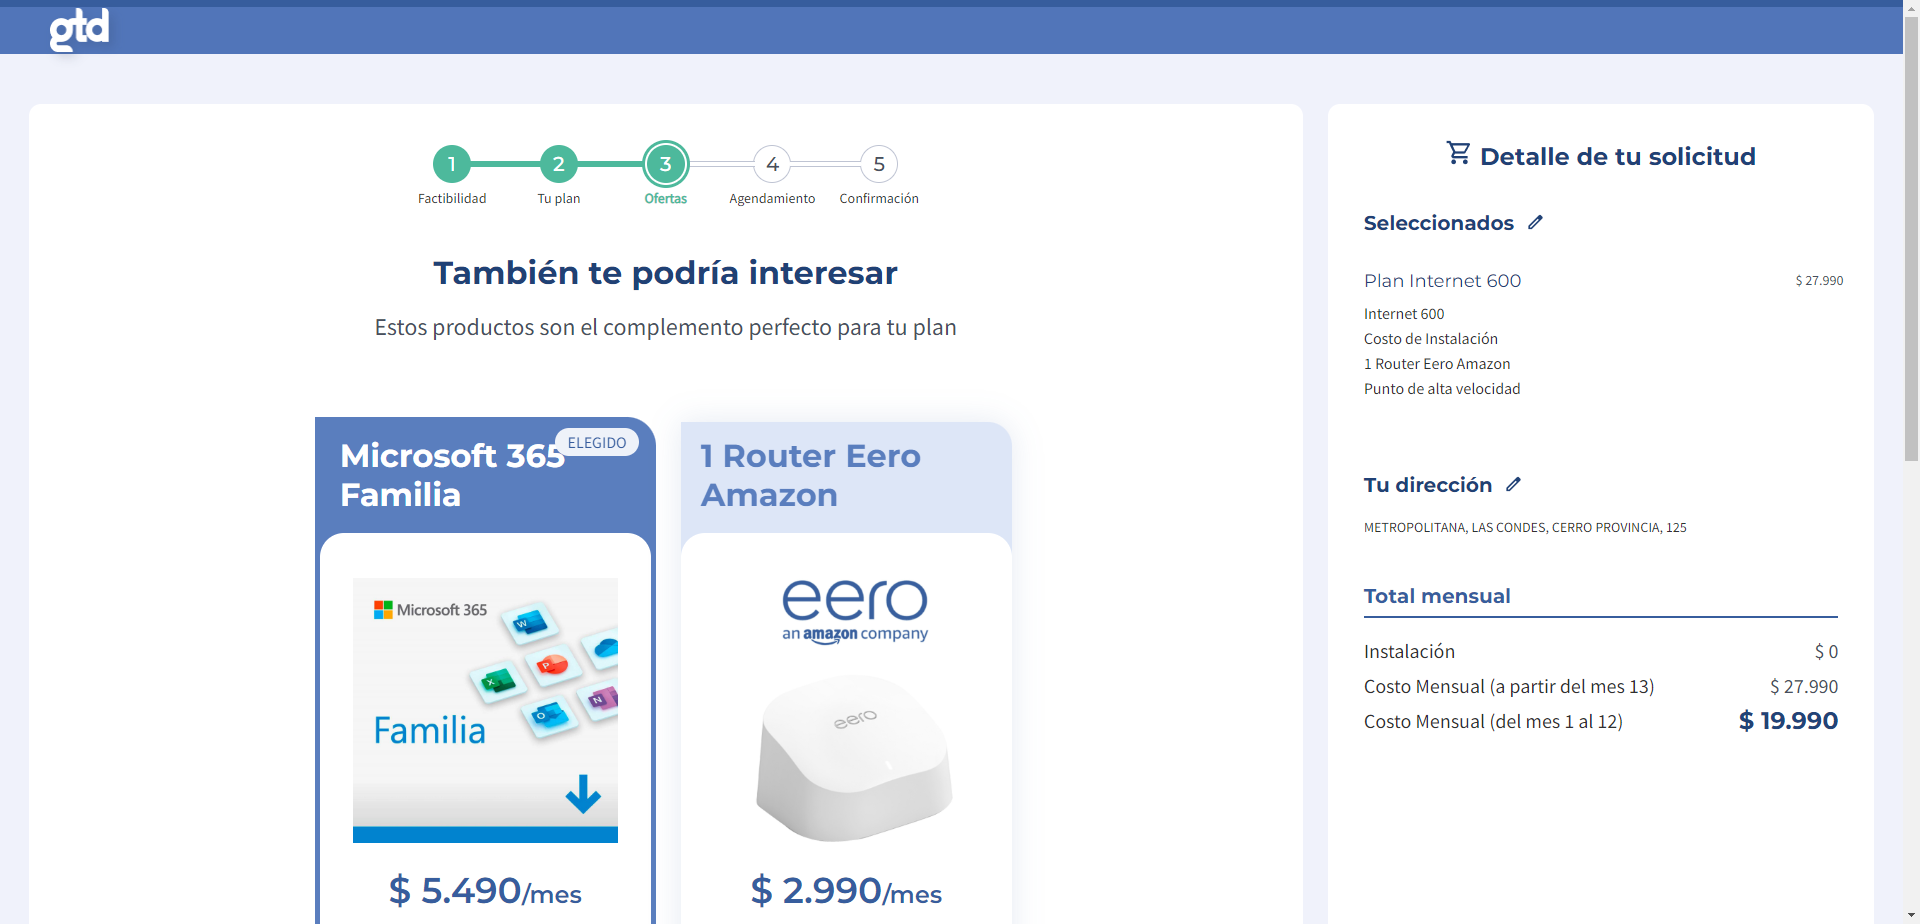 gtd
1
2
3
4
5
Factibilidad
Tu plan
Ofertas
Agendamiento
Confirmación
También te podría interesar
Estos productos son el complemento perfecto para tu plan
ELEGIDO
Microsoft 365
Familia
Microsoft 365
W
P
X
N
O
Familia
$ 5.490/mes
1 Router Eero
Amazon
eero
an amazon company
eero
$ 2.990/mes
Detalle de tu solicitud
Seleccionados
Plan Internet 600 $ 27.990
Internet 600
Costo de Instalación
1 Router Eero Amazon
Punto de alta velocidad
Tu dirección
METROPOLITANA, LAS CONDES, CERRO PROVINCIA, 125
Total mensual
Instalación $ 0
Costo Mensual (a partir del mes 13) $ 27.990
Costo Mensual (del mes 1 al 12) $ 19.990